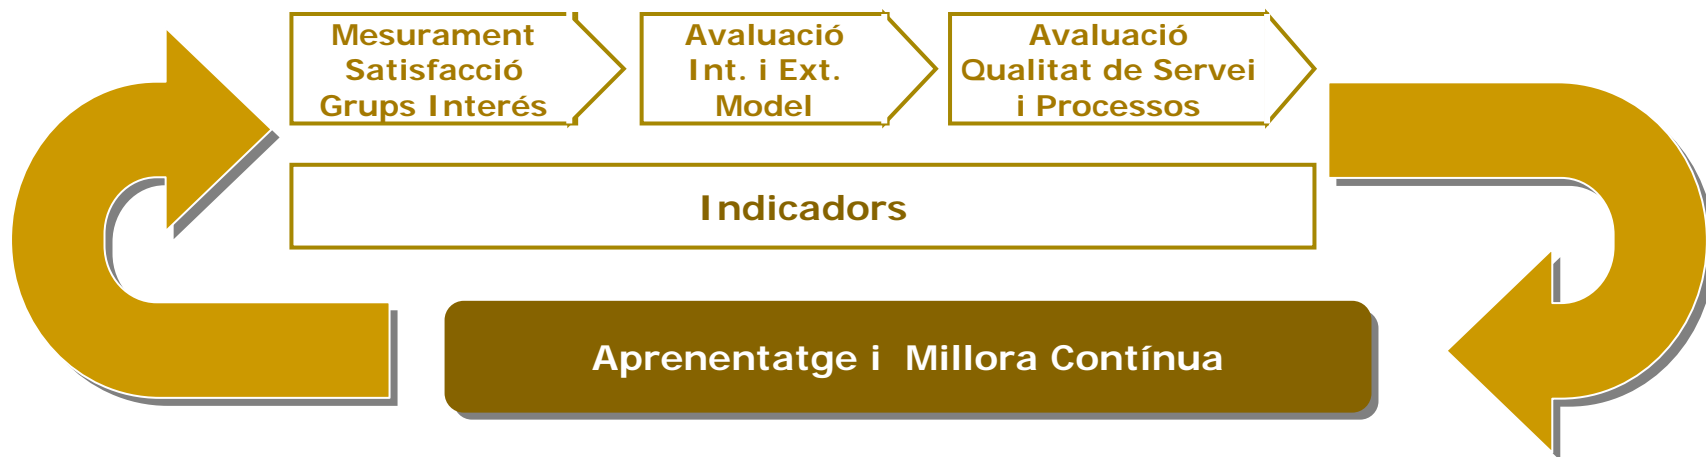 Mesurament
Satisfacció
Grups Interés
Avaluació
Int. i Ext.
Model
Avaluació
Qualitat de Servei
i Processos
Indicadors
Aprenentatge i Millora Contínua